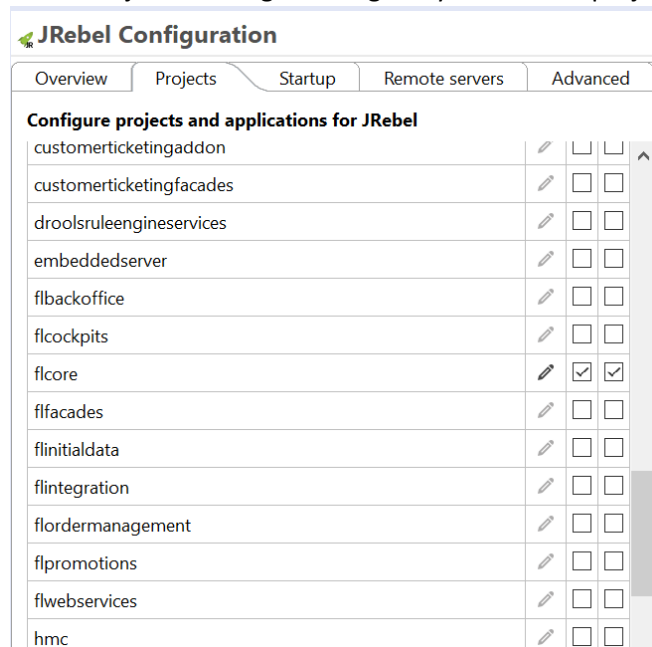 JRebel Configuration
Overview Projects Startup Remote servers Advanced
Configure projects and applications for JRebel
customerticketingaddon
customerticketingfacades
droolsruleengineservices
embeddedserver
flbackoffice
flcockpits
flcore
flfacades
flinitialdata
flintegration
flordermanagement
flpromotions
flwebservices
hmc